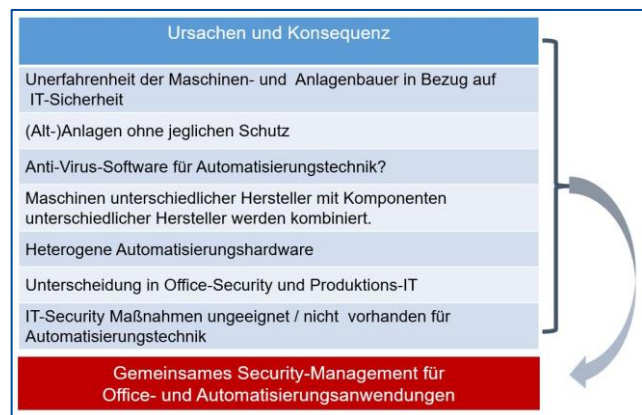 Ursachen und Konsequenz
Unerfahrenheit der Maschinen- und Anlagenbauer in Bezug auf
IT-Sicherheit
(Alt-)Anlagen ohne jeglichen Schutz
Anti-Virus-Software für Automatisierungstechnik?
Maschinen unterschiedlicher Hersteller mit Komponenten
unterschiedlicher Hersteller werden kombiniert.
Heterogene Automatisierungshardware
Unterscheidung in Office-Security und Produktions-IT
IT-Security Maßnahmen ungeeignet / nicht vorhanden für
Automatisierungstechnik
Gemeinsames Security-Management für
Office- und Automatisierungsanwendungen